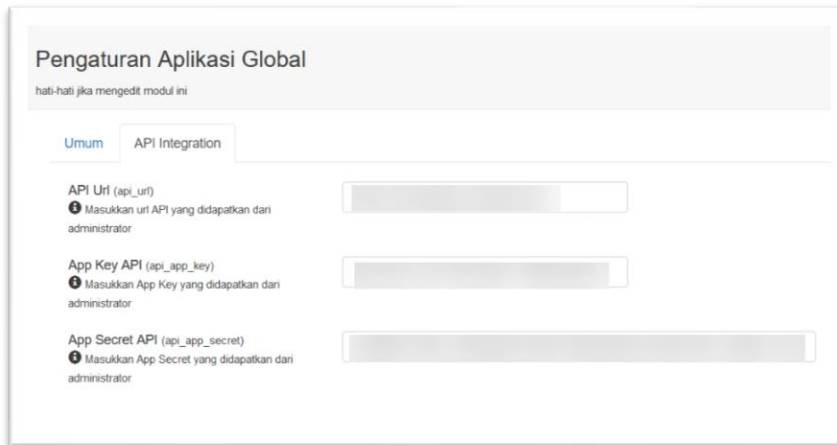 Pengaturan Aplikasi Global
hati-hati jika mengedit modul ini
Umum API Integration
API Url (api_url)
Masukkan url API yang didapatkan dari
administrator
App Key API (api_app_key)
Masukkan App Key yang didapatkan dari
administrator
App Secret API (api_app_secret)
Masukkan App Secret yang didapatkan dari
administrator